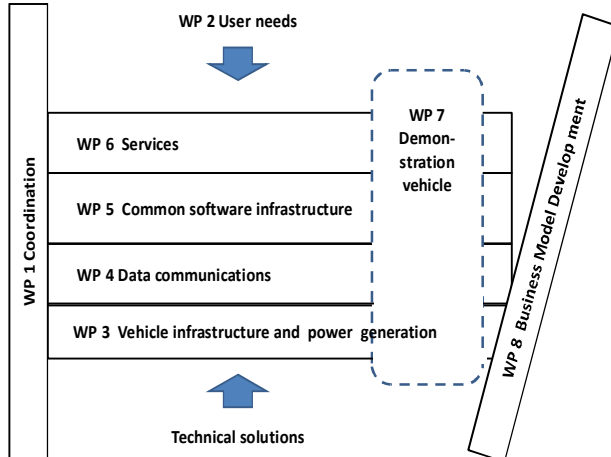 WP 2 User needs
WP 1 Coordination
WP 7
Demon-
stration
vehicle
WP 6 Services
WP 5 Common software infrastructure
WP 4 Data communications
WP 3 Vehicle infrastructure and power generation
WP 8 Business Model Develop ment
Technical solutions